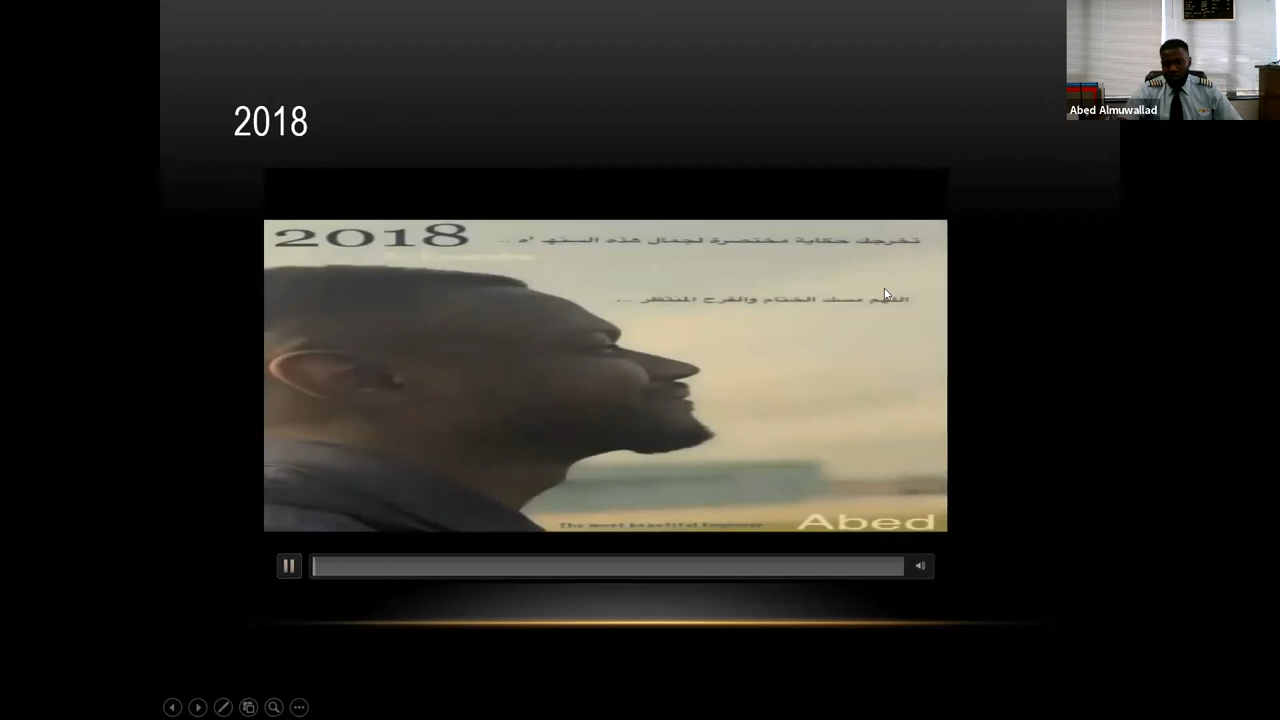 Abed Almuwallad
2018
2018
تخرجك حكاية مختصرة لجمال هذه السنه
اللهم مسك الختام والفرح المنتظر ..
The most beautiful
Abed